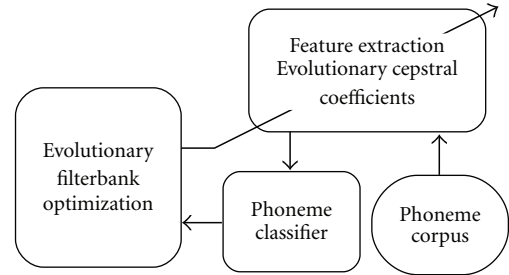 Feature extraction
Evolutionary cepstral
coefficients
Evolutionary
filterbank
optimization
Phoneme
classifier
Phoneme
corpus